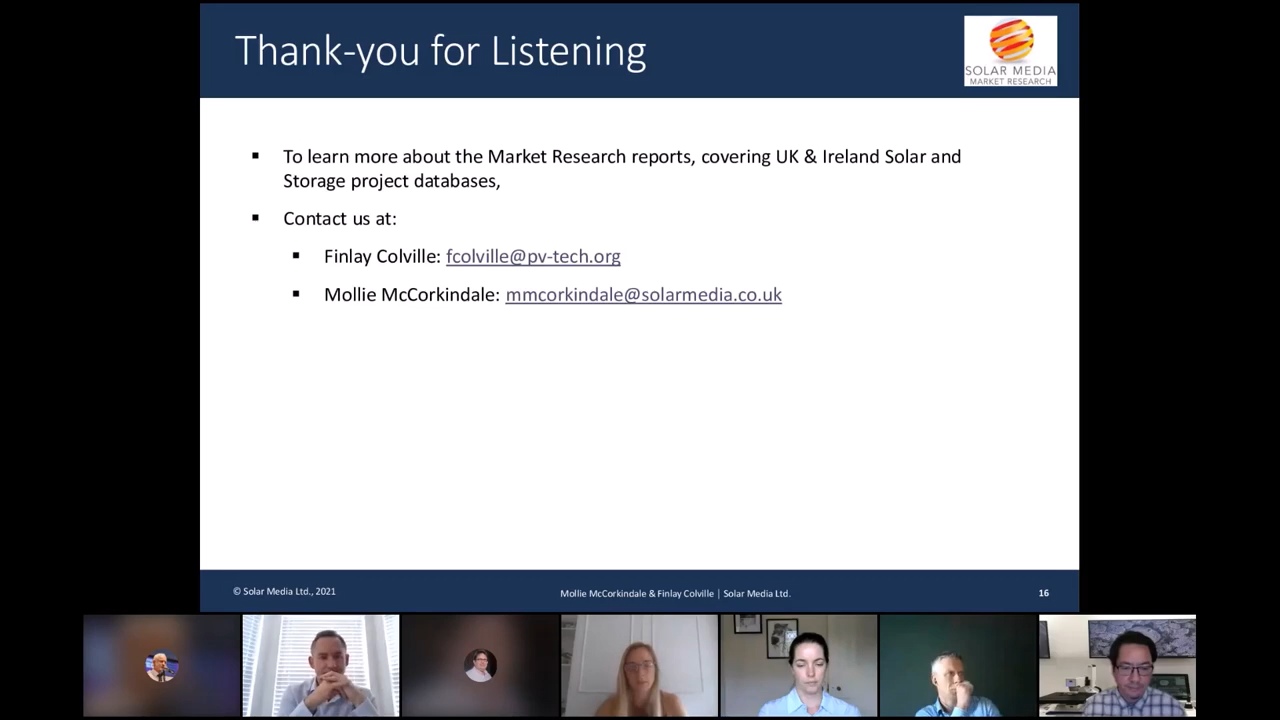 Thank-you for Listening
SOLAR MEDIA
MARKET RESEARCH
To learn more about the Market Research reports, covering UK & Ireland Solar and
Storage project databases,
Contact us at:
Finlay Colville: fcolville@pv-tech.org
Mollie McCorkindale: mmcorkindale@solarmedia.co.uk
© Solar Media Ltd., 2021
Mollie McCorkindale & Finlay Colville | Solar Media Ltd.
16